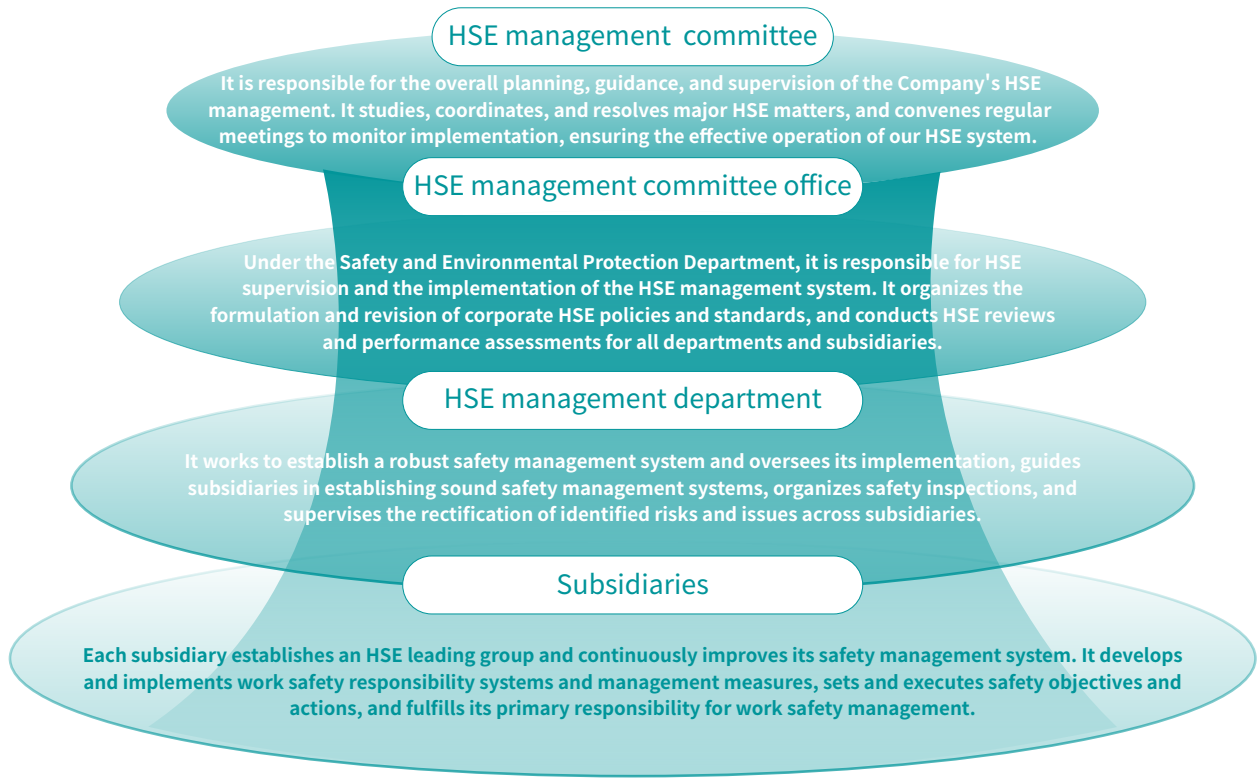 HSE management committee
It is responsible for the overall planning, guidance, and supervision of the Company's HSE
management. It studies, coordinates, and resolves major HSE matters, and convenes regular
meetings to monitor implementation, ensuring the effective operation of our HSE system.
HSE management committee office
Under the Safety and Environmental Protection Department, it is responsible for HSE
supervision and the implementation of the HSE management system. It organizes the
formulation and revision of corporate HSE policies and standards, and conducts HSE reviews
and performance assessments for all departments and subsidiaries.
HSE management department
It works to establish a robust safety management system and oversees its implementation, guides
subsidiaries in establishing sound safety management systems, organizes safety inspections, and
supervises the rectification of identified risks and issues across subsidiaries.
Subsidiaries
Each subsidiary establishes an HSE leading group and continuously improves its safety management system. It develops
and implements work safety responsibility systems and management measures, sets and executes safety objectives and
actions, and fulfills its primary responsibility for work safety management.